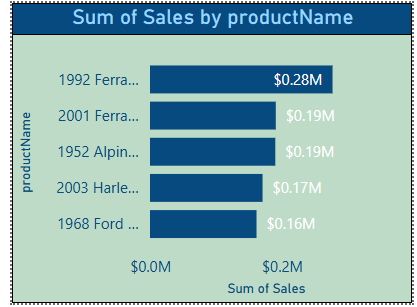 Sum of Sales by productName
productName
1992 Ferra... $0.28M
2001 Ferra... $0.19M
1952 Alpin... $0.19M
2003 Harle... $0.17M
1968 Ford ... $0.16M
$0.0M $0.2M
Sum of Sales